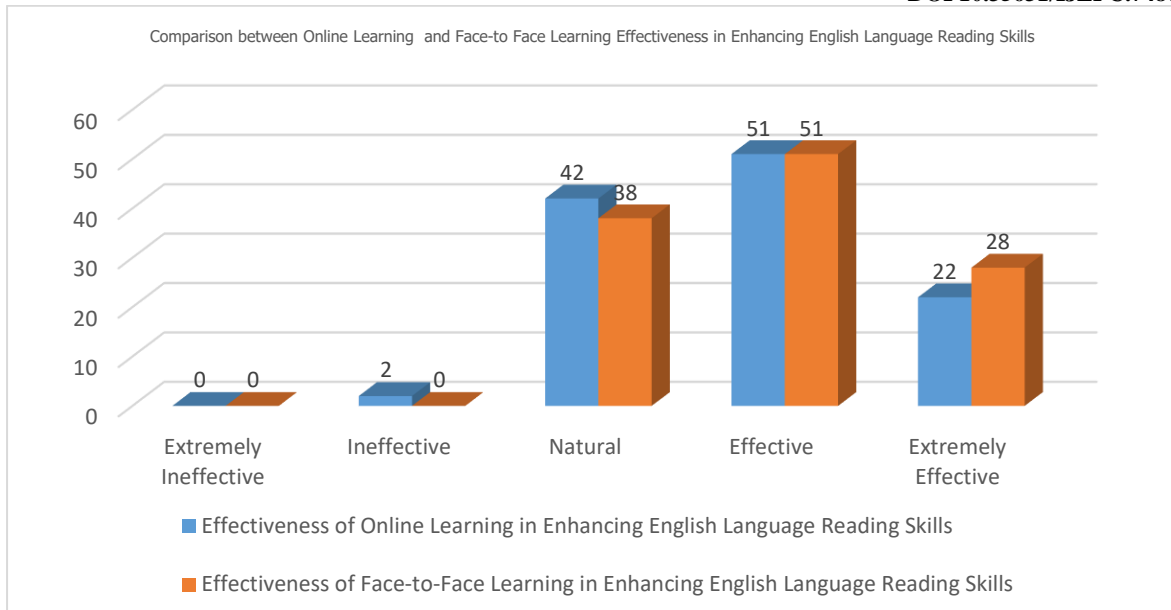 Comparison between Online Learning and Face-to Face Learning Effectiveness in Enhancing English Language Reading Skills
60
50
40
30
20
10
0
0 0
2 0
42 38
51 51
22 28
Extremely Ineffective
Ineffective
Natural
Effective
Extremely Effective
Effectiveness of Online Learning in Enhancing English Language Reading Skills
Effectiveness of Face-to-Face Learning in Enhancing English Language Reading Skills